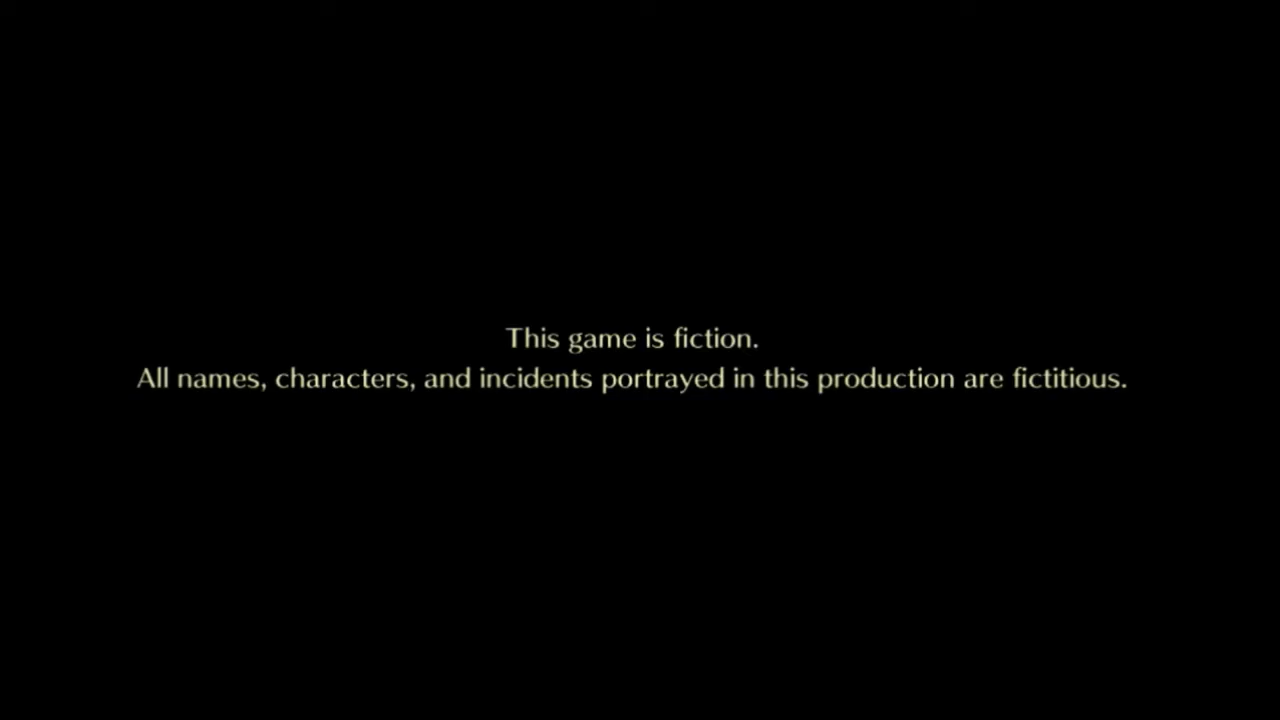 This game is fiction.
All names, characters, and incidents portrayed in this production are fictitious.